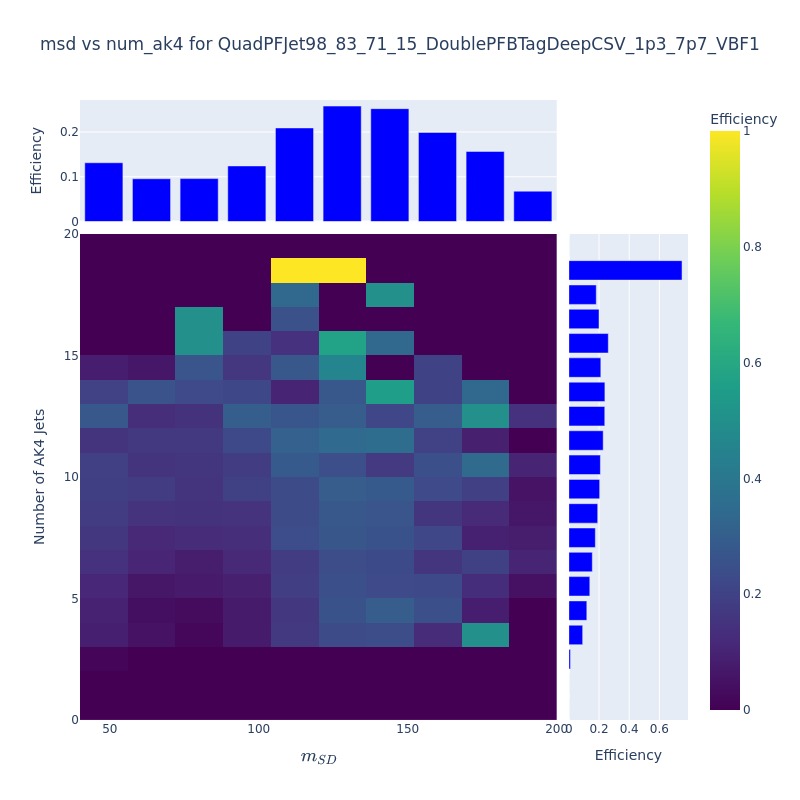 msd vs num_ak4 for QuadPFJet98_83_71_15_DoublePFBTagDeepCSV_1p3_7p7_VBF1
Efficiency
0.2
0.1
0
Efficiency
1
0.8
0.6
0.4
0.2
0
Number of AK4 Jets
20
15
10
5
0
50 100 150 200
m_SD
0 0.2 0.4 0.6
Efficiency